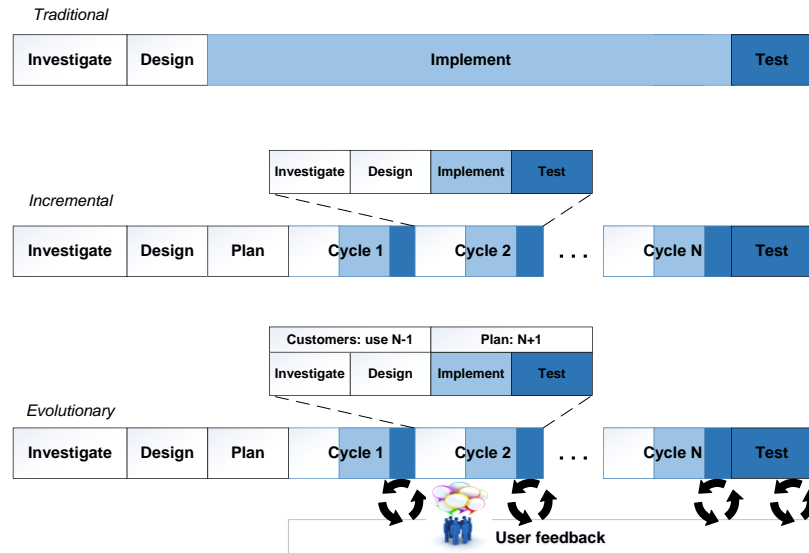 Traditional
Investigate Design Implement Test
Investigate Design Implement Test
Incremental
Investigate Design Plan Cycle 1 Cycle 2 . . . Cycle N Test
Customers: use N-1 Plan: N+1
Investigate Design Implement Test
Evolutionary
Investigate Design Plan Cycle 1 Cycle 2 . . . Cycle N Test
User feedback